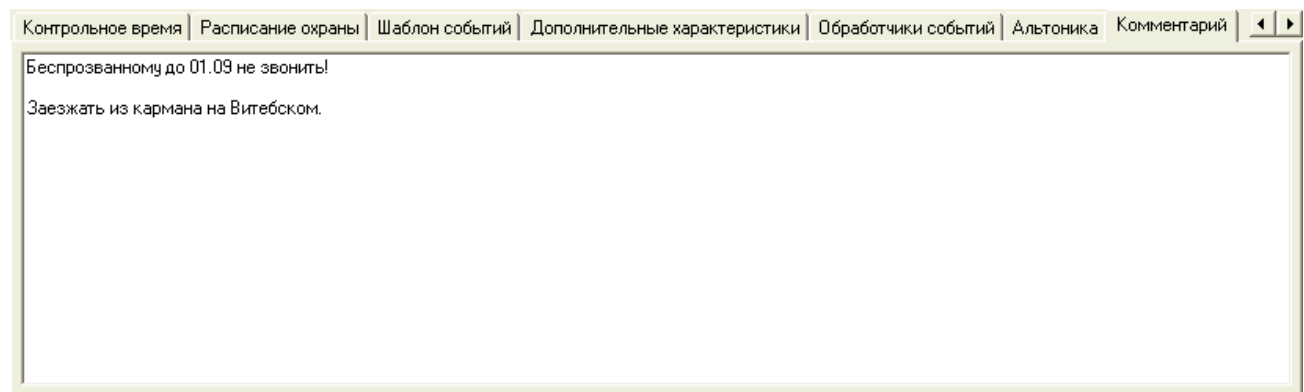 Контрольное время Расписание охраны Шаблон событий Дополнительные характеристики Обработчики событий Альтоника Комментарий
Беспрозванному до 01.09 не звонить!
Заезжать из кармана на Витебском.